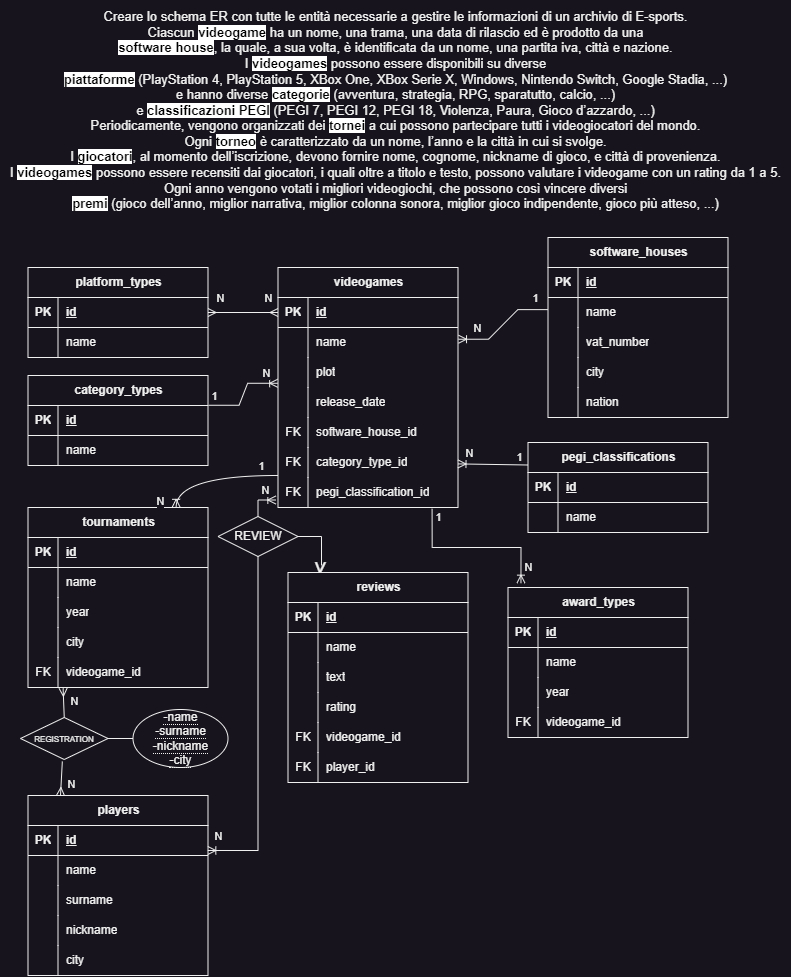 Creare lo schema ER con tutte le entità necessarie a gestire le informazioni di un archivio di E-sports.
Ciascun videogame ha un nome, una trama, una data di rilascio ed è prodotto da una
software house, la quale, a sua volta, è identificata da un nome, una partita iva, città e nazione.
I videogames possono essere disponibili su diverse
piattaforme (PlayStation 4, PlayStation 5, XBox One, XBox Serie X, Windows, Nintendo Switch, Google Stadia, ...)
e hanno diverse categorie (avventura, strategia, RPG, sparatutto, calcio, ...)
e classificazioni PEGI (PEGI 7, PEGI 12, PEGI 18, Violenza, Paura, Gioco d'azzardo, ...)
Periodicamente, vengono organizzati dei tornei a cui possono partecipare tutti i videogiocatori del mondo.
Ogni torneo è caratterizzato da un nome, l'anno e la città in cui si svolge.
I giocatori, al momento dell'iscrizione, devono fornire nome, cognome, nickname di gioco, e città di provenienza.
I videogames possono essere recensiti dai giocatori, i quali oltre a titolo e testo, possono valutare i videogame con un rating da 1 a 5.
Ogni anno vengono votati i migliori videogiochi, che possono così vincere diversi
premi (gioco dell'anno, miglior narrativa, miglior colonna sonora, miglior gioco indipendente, gioco più atteso, ...)
platform_types
PK id
name
N N
videogames
PK id
name
plot
release_date
FK software_house_id
FK category_type_id
FK pegi_classification_id
1
N
software_houses
PK id
name
vat_number
city
nation
category_types
PK id
name
1
N
N
1
pegi_classifications
PK id
name
1
N
tournaments
PK id
name
year
city
FK videogame_id
N
REVIEW
reviews
PK id
name
text
rating
FK videogame_id
FK player_id
1
N
award_types
PK id
name
year
FK videogame_id
N
REGISTRATION
-name
-surname
-nickname
-city
N
players
PK id
name
surname
nickname
city
N